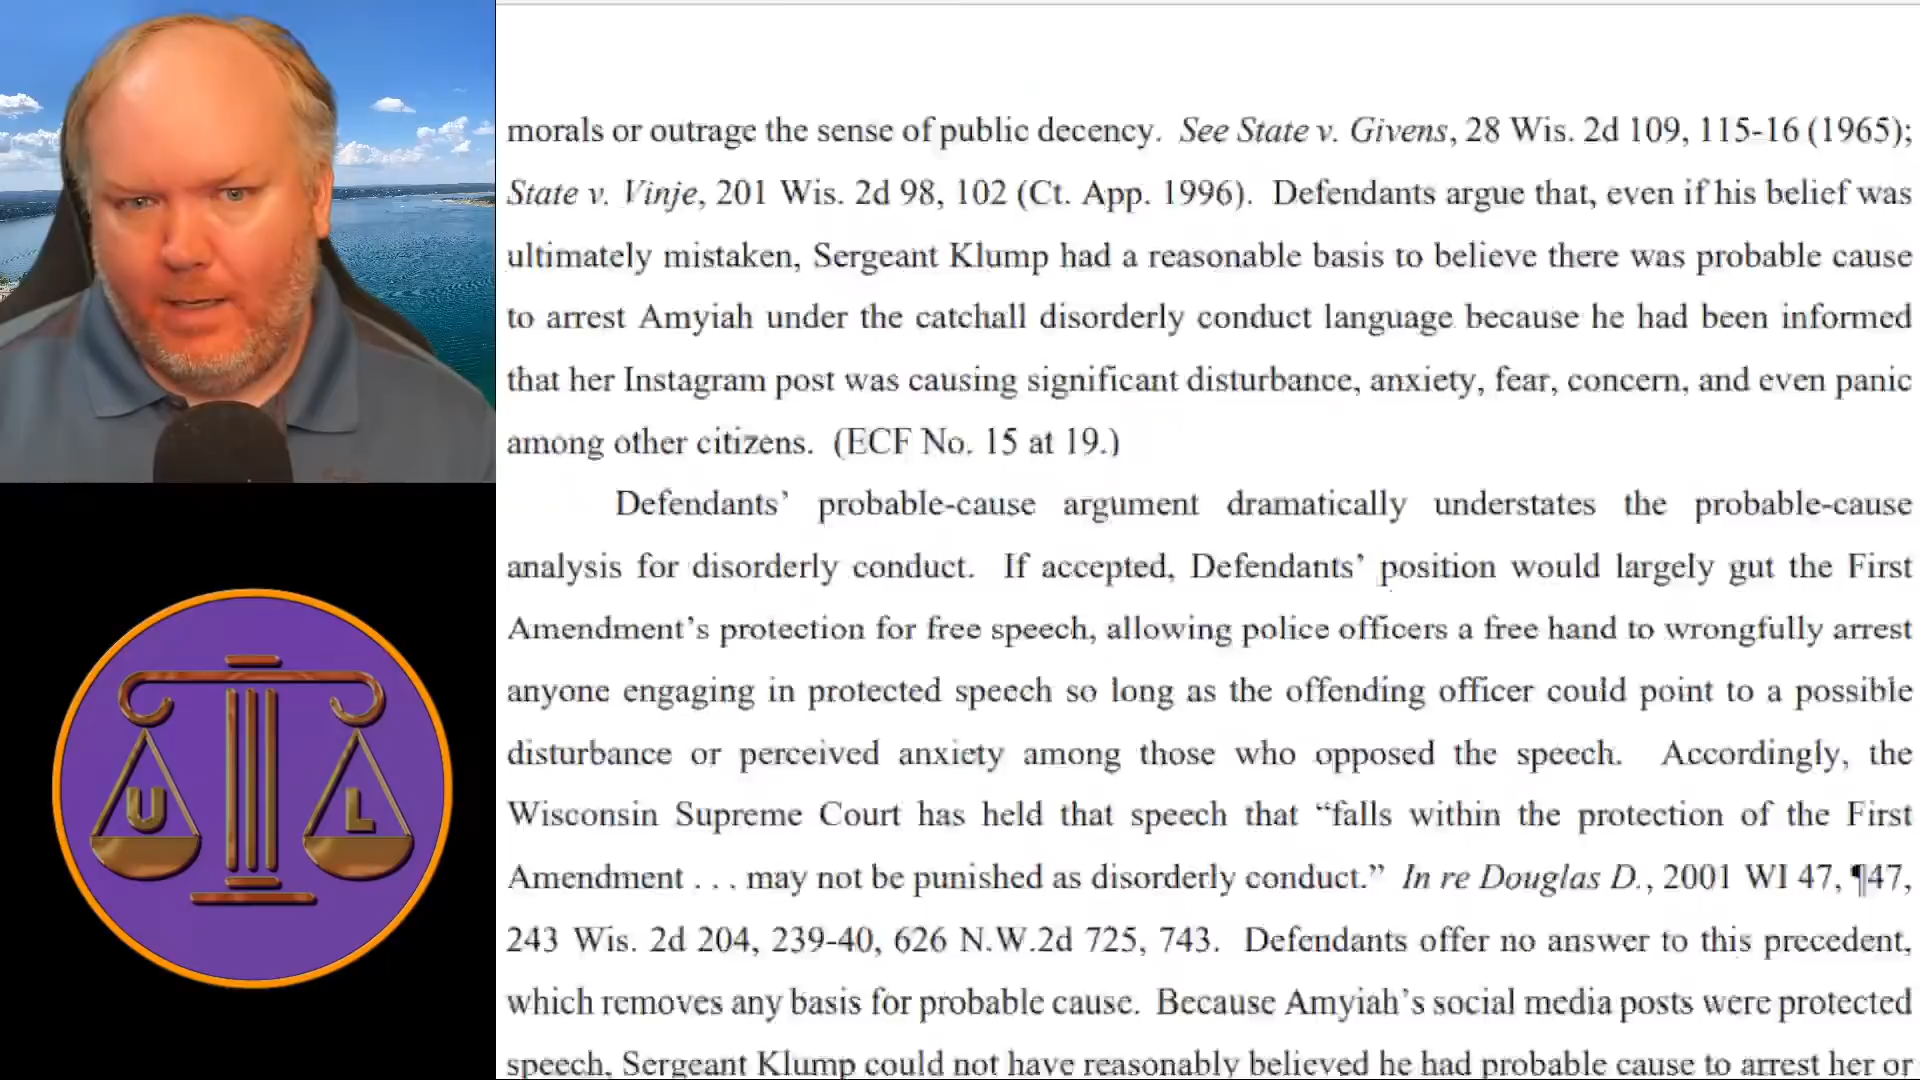 morals or outrage the sense of public decency. See State v. Givens, 28 Wis. 2d 109, 115-16 (1965);
State v. Vinje, 201 Wis. 2d 98, 102 (Ct. App. 1996). Defendants argue that, even if his belief was
ultimately mistaken, Sergeant Klump had a reasonable basis to believe there was probable cause
to arrest Amyiah under the catchall disorderly conduct language because he had been informed
that her Instagram post was causing significant disturbance, anxiety, fear, concern, and even panic
among other citizens. (ECF No. 15 at 19.)
Defendants’ probable-cause argument dramatically understates the probable-cause
analysis for disorderly conduct. If accepted, Defendants’ position would largely gut the First
Amendment’s protection for free speech, allowing police officers a free hand to wrongfully arrest
anyone engaging in protected speech so long as the offending officer could point to a possible
disturbance or perceived anxiety among those who opposed the speech. Accordingly, the
Wisconsin Supreme Court has held that speech that “falls within the protection of the First
Amendment . . . may not be punished as disorderly conduct.” In re Douglas D., 2001 WI 47, ¶47,
243 Wis. 2d 204, 239-40, 626 N.W.2d 725, 743. Defendants offer no answer to this precedent,
which removes any basis for probable cause. Because Amyiah’s social media posts were protected
speech, Sergeant Klump could not have reasonably believed he had probable cause to arrest her or
U L